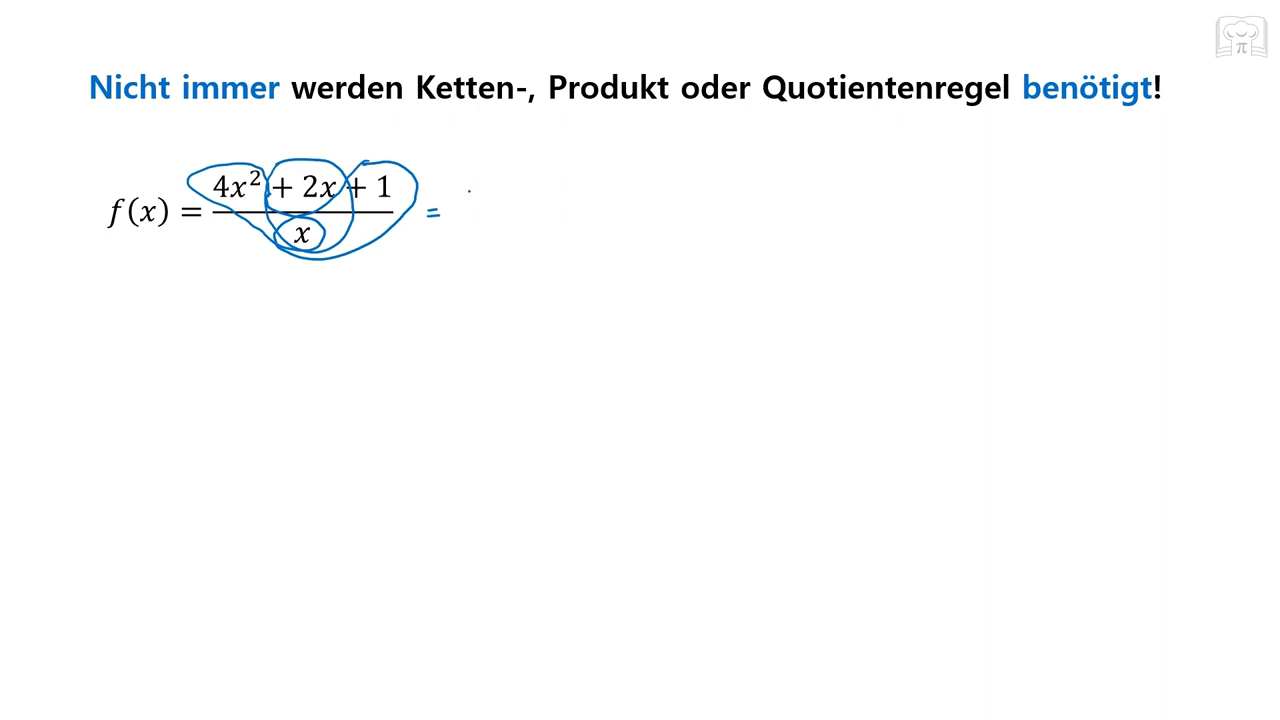 Nicht immer werden Ketten-, Produkt oder Quotientenregel benötigt!
f(x) = (4x² + 2x + 1)/x =
π